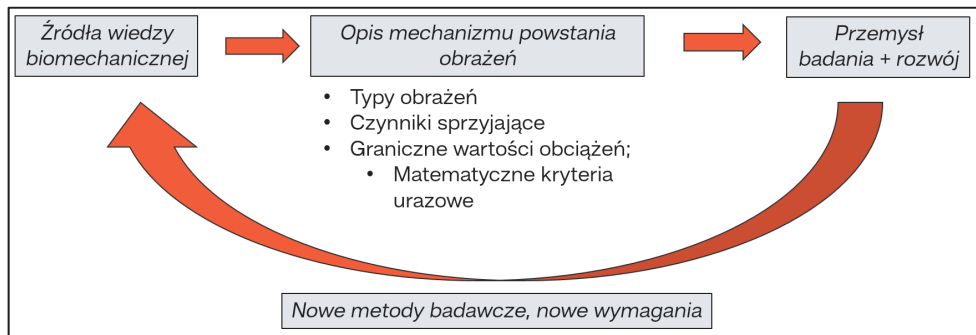 Źródła wiedzy
biomechanicznej
Opis mechanizmu powstania
obrażeń
Przemysł
badania + rozwój
• Typy obrażeń
• Czynniki sprzyjające
• Graniczne wartości obciążeń;
• Matematyczne kryteria
urazowe
Nowe metody badawcze, nowe wymagania